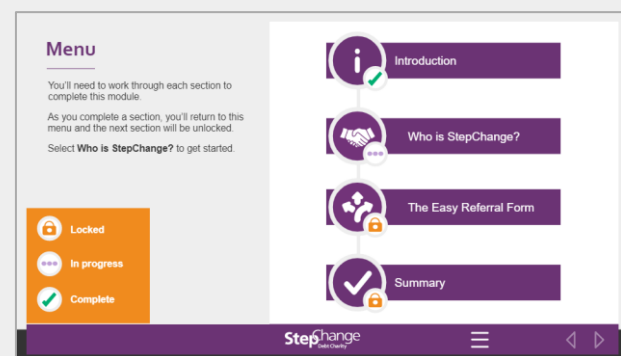 Menu
You'll need to work through each section to
complete this module.
As you complete a section, you'll return to this
menu and the next section will be unlocked.
Select Who is StepChange? to get started.
Locked
In progress
Complete
Introduction
Who is StepChange?
The Easy Referral Form
Summary
StepChange
Debt Charity